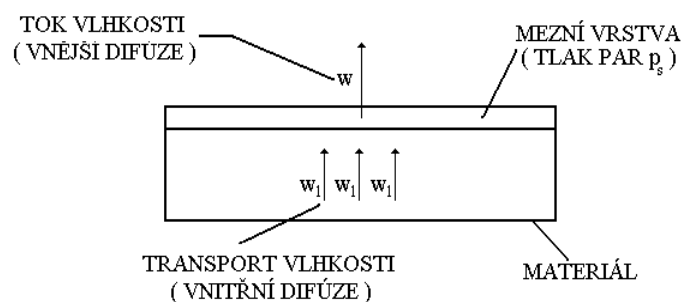 TOK VLHKOSTI
( VNĚJŠÍ DIFÚZE )
MEZNÍ VRSTVA
( TLAK PAR pₛ )
w
w₁ w₁ w₁
TRANSPORT VLHKOSTI
( VNITŘNÍ DIFÚZE )
MATERIÁL